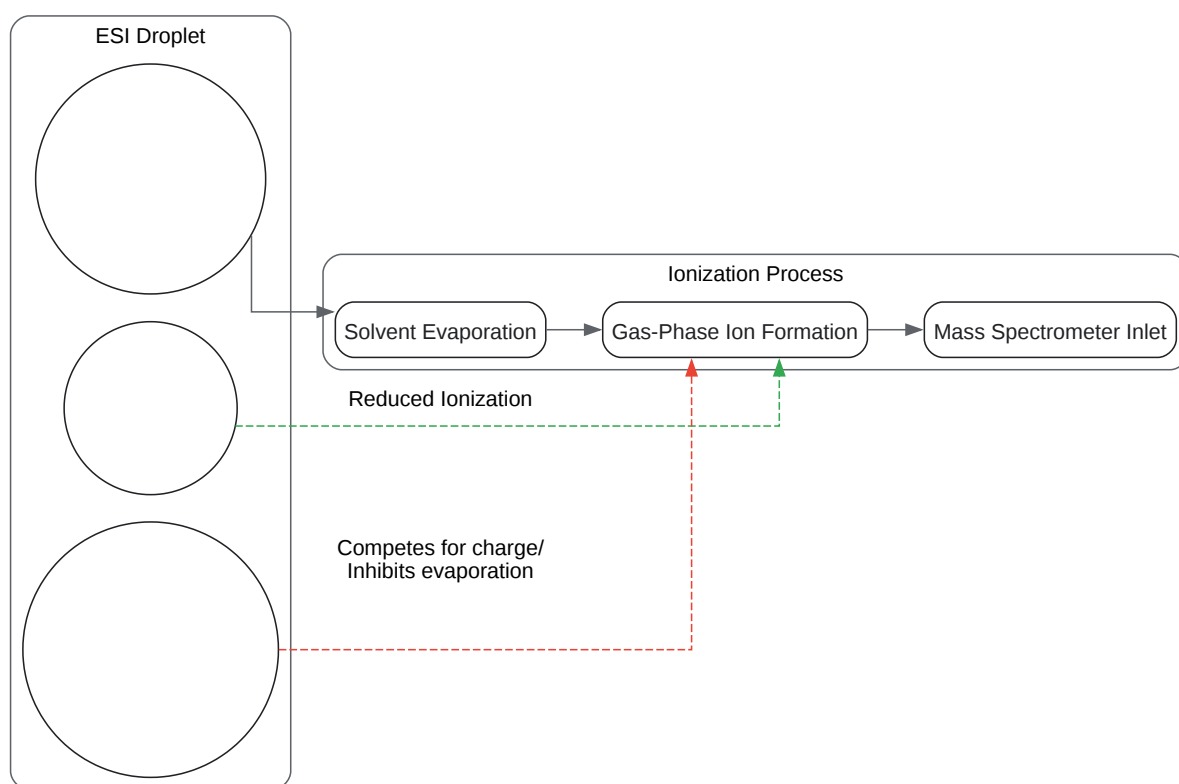 ESI Droplet
Ionization Process
Solvent Evaporation
Gas-Phase Ion Formation
Mass Spectrometer Inlet
Reduced Ionization
Competes for charge/
Inhibits evaporation